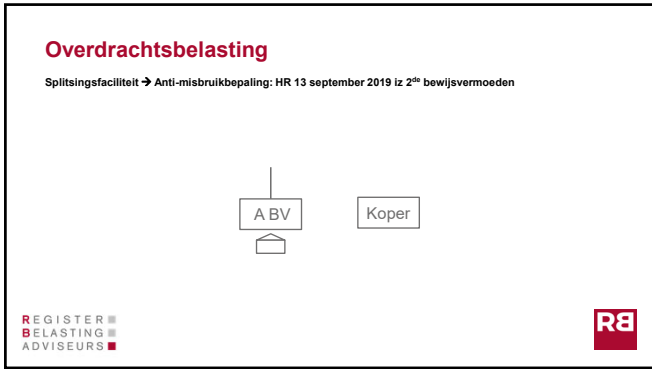 Overdrachtsbelasting
Splitsingsfaciliteit ➔ Anti-misbruikbepaling: HR 13 september 2019 iz 2de bewijsvermoeden
A BV
Koper
REGISTER
BELASTING
ADVISEURS
RB